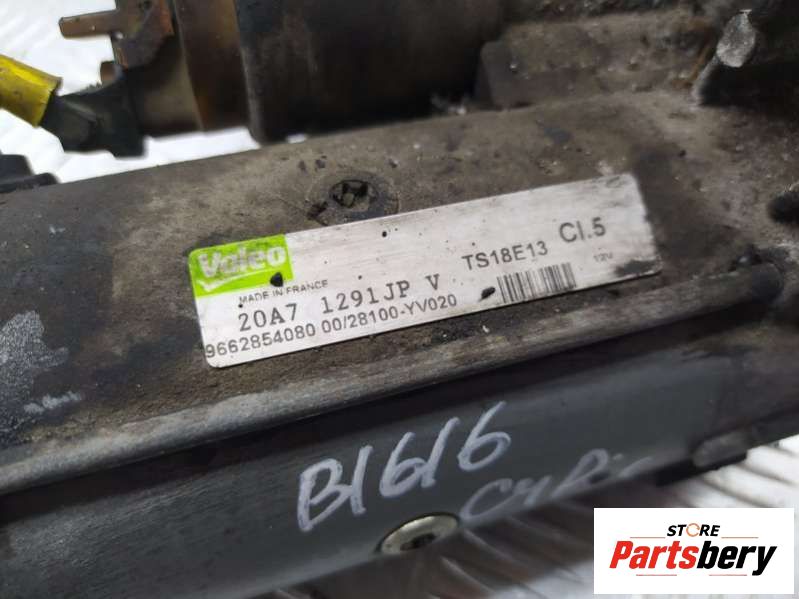 Valeo
TS18E13 Cl.5
MADE IN FRANCE
12V
20A7 1291JP V
9662854080 00/28100-YV020
B1616
STORE
Partsbery